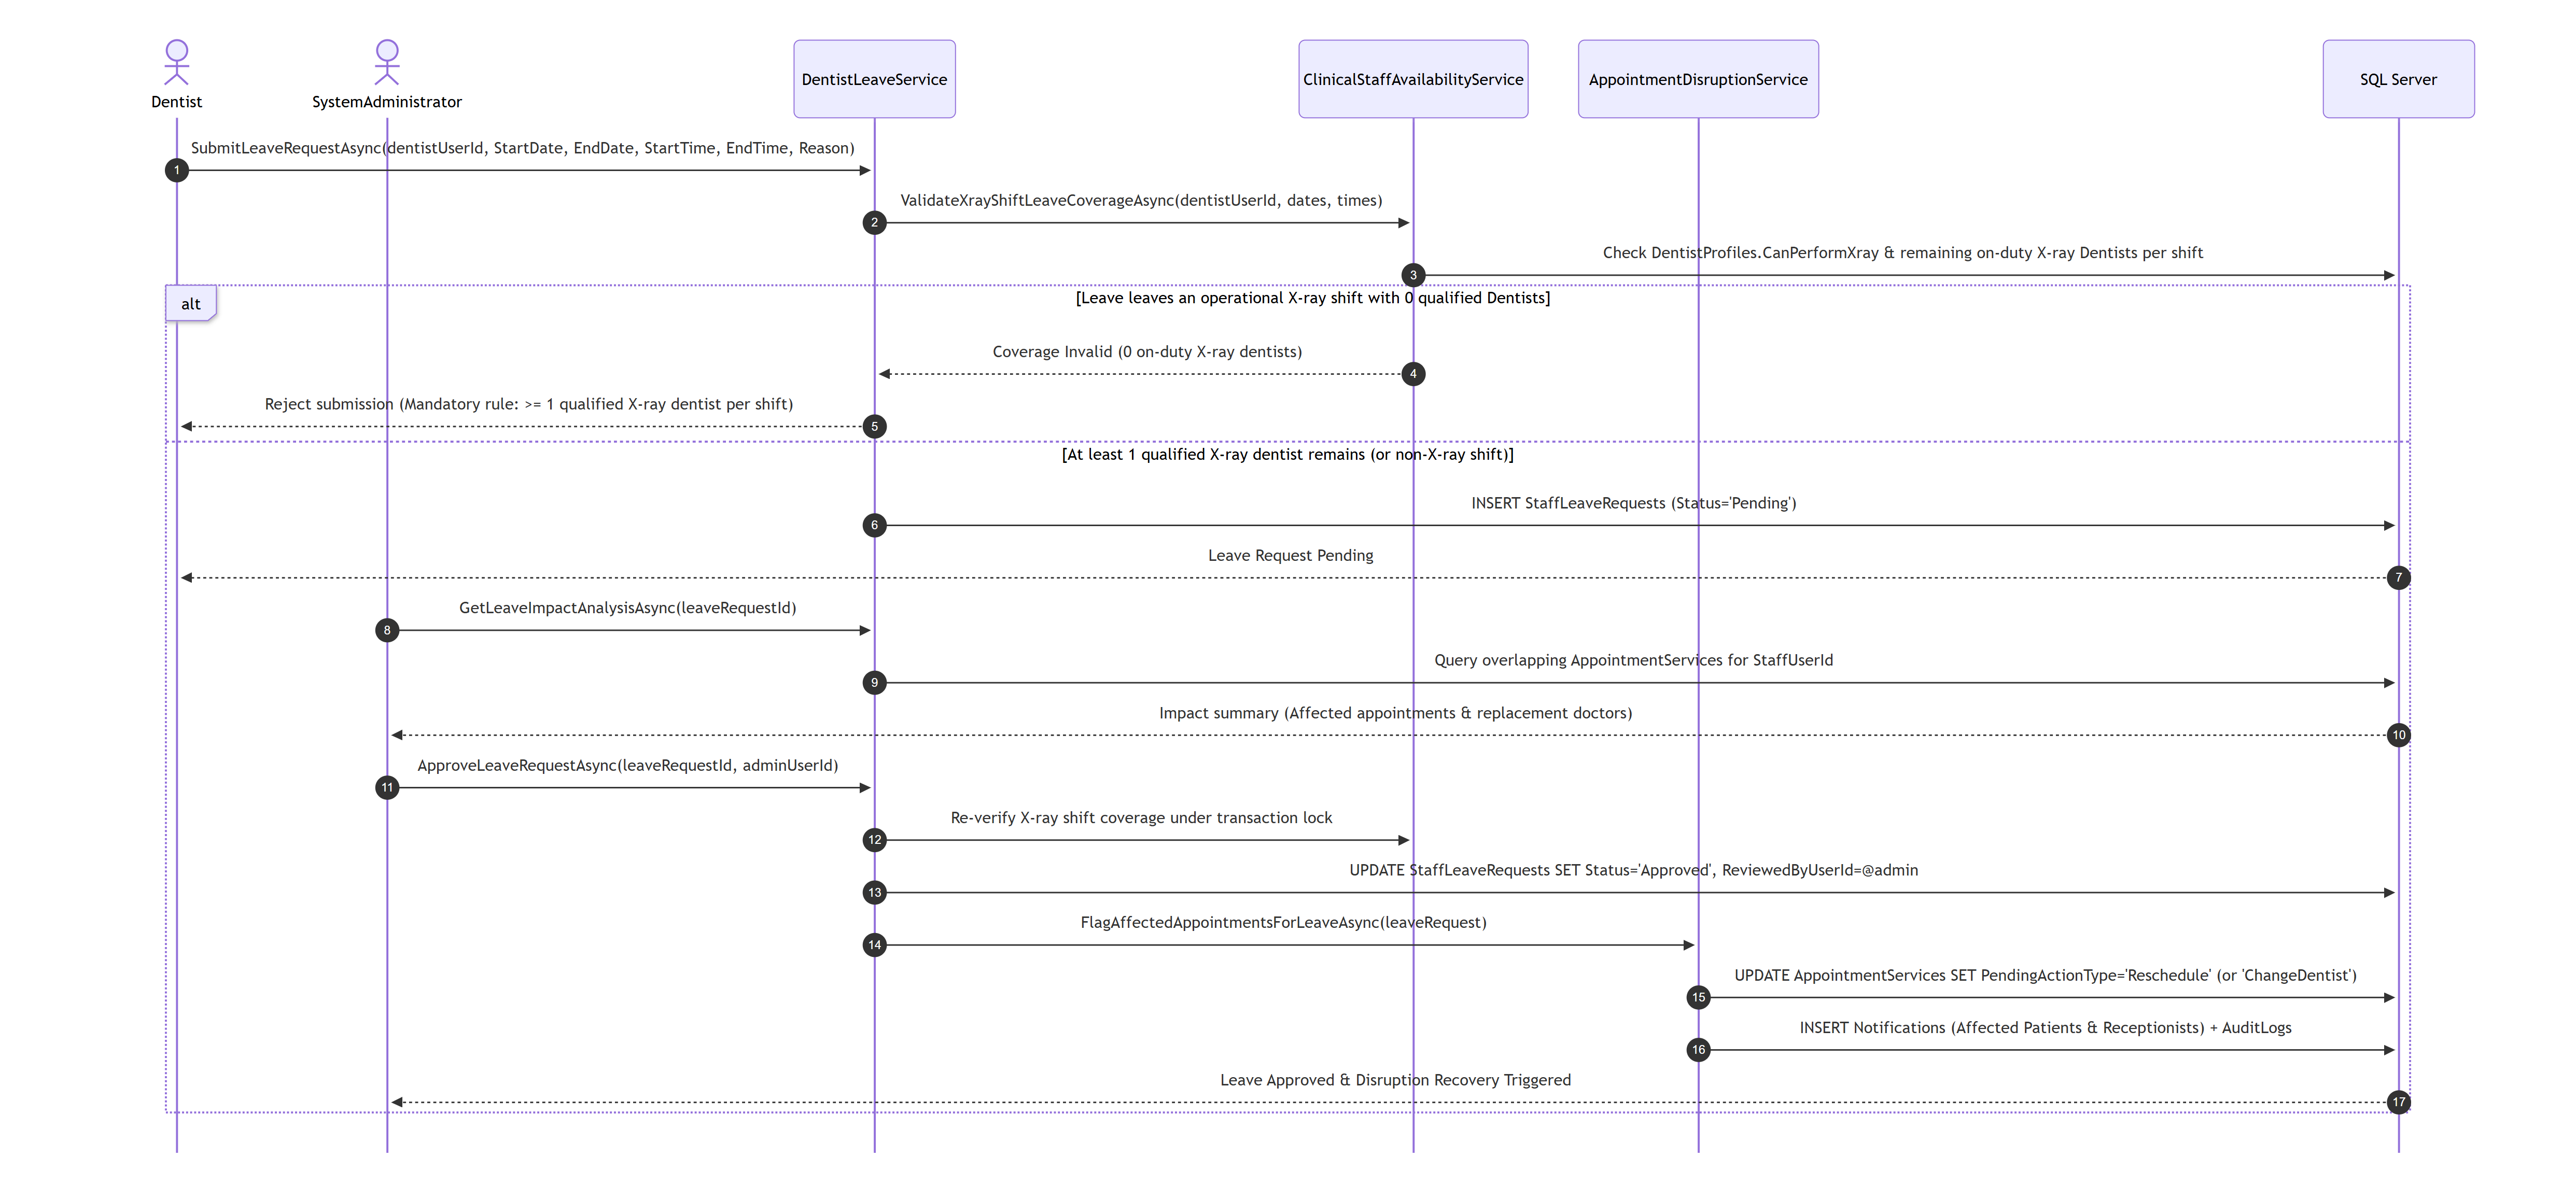 Dentist
SystemAdministrator
DentistLeaveService
ClinicalStaffAvailabilityService
AppointmentDisruptionService
SQL Server
SubmitLeaveRequestAsync(dentistUserId, StartDate, EndDate, StartTime, EndTime, Reason)
1
ValidateXrayShiftLeaveCoverageAsync(dentistUserId, dates, times)
2
Check DentistProfiles.CanPerformXray & remaining on-duty X-ray Dentists per shift
3
alt
[Leave leaves an operational X-ray shift with 0 qualified Dentists]
Coverage Invalid (0 on-duty X-ray dentists)
4
Reject submission (Mandatory rule: >= 1 qualified X-ray dentist per shift)
5
[At least 1 qualified X-ray dentist remains (or non-X-ray shift)]
INSERT StaffLeaveRequests (Status='Pending')
6
Leave Request Pending
7
GetLeaveImpactAnalysisAsync(leaveRequestId)
8
Query overlapping AppointmentServices for StaffUserId
9
Impact summary (Affected appointments & replacement doctors)
10
ApproveLeaveRequestAsync(leaveRequestId, adminUserId)
11
Re-verify X-ray shift coverage under transaction lock
12
UPDATE StaffLeaveRequests SET Status='Approved', ReviewedByUserId=@admin
13
FlagAffectedAppointmentsForLeaveAsync(leaveRequest)
14
UPDATE AppointmentServices SET PendingActionType='Reschedule' (or 'ChangeDentist')
15
INSERT Notifications (Affected Patients & Receptionists) + AuditLogs
16
Leave Approved & Disruption Recovery Triggered
17